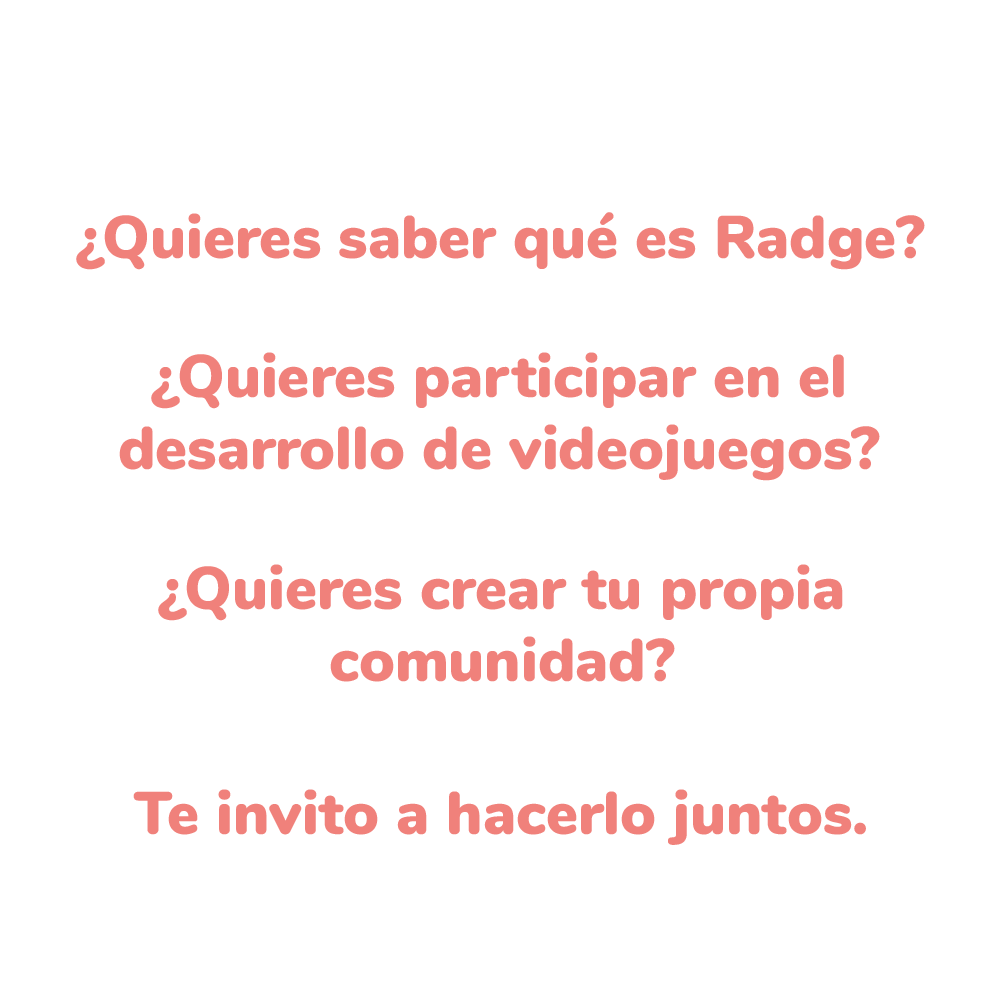 ¿Quieres saber qué es Radge?
¿Quieres participar en el
desarrollo de videojuegos?
¿Quieres crear tu propia
comunidad?
Te invito a hacerlo juntos.